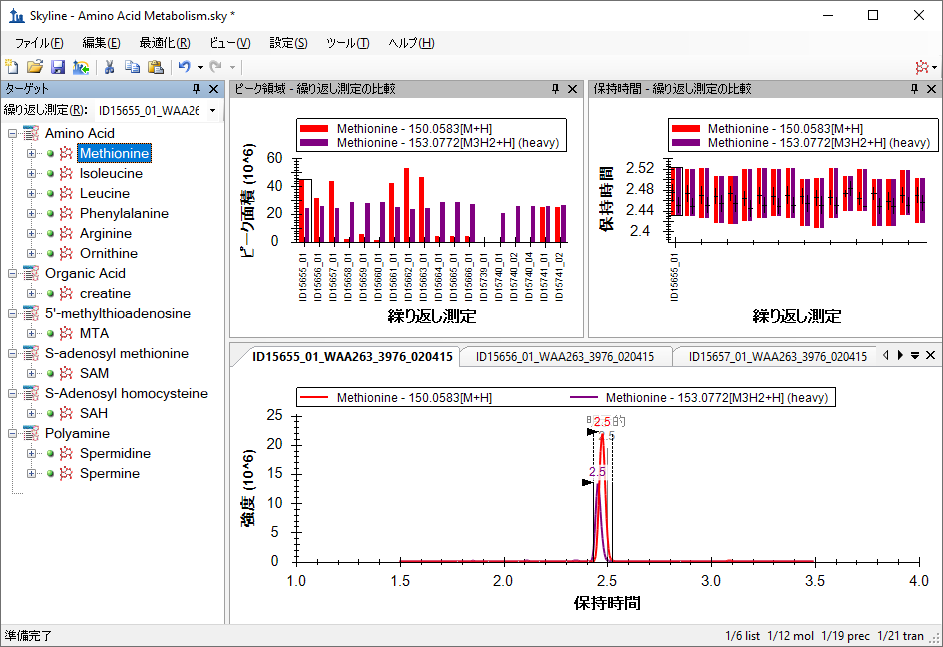 Skyline - Amino Acid Metabolism.sky *
ファイル(F) 編集(E) 最適化(R) ビュー(V) 設定(S) ツール(T) ヘルプ(H)
ターゲット
繰り返し測定(R): ID15655_01_WAA26
Amino Acid
Methionine
Isoleucine
Leucine
Phenylalanine
Arginine
Ornithine
Organic Acid
creatine
5'-methylthioadenosine
MTA
S-adenosyl methionine
SAM
S-Adenosyl homocysteine
SAH
Polyamine
Spermidine
Spermine
ピーク領域 - 繰り返し測定の比較
Methionine - 150.0583[M+H]
Methionine - 153.0772[M3H2+H] (heavy)
ピーク面積 (10^6)
60
40
20
0
ID15655_01
ID15656_01
ID15657_01
ID15658_01
ID15659_01
ID15660_01
ID15661_01
ID15662_01
ID15663_01
ID15664_01
ID15665_01
ID15666_01
ID15739_01
ID15740_01
ID15740_02
ID15740_04
ID15741_01
ID15741_02
繰り返し測定
保持時間 - 繰り返し測定の比較
Methionine - 150.0583[M+H]
Methionine - 153.0772[M3H2+H] (heavy)
保持時間
2.52
2.48
2.44
2.4
ID15655_01
繰り返し測定
ID15655_01_WAA263_3976_020415 ID15656_01_WAA263_3976_020415 ID15657_01_WAA263_3976_020415
Methionine - 150.0583[M+H] Methionine - 153.0772[M3H2+H] (heavy)
強度 (10^6)
25
20
15
10
5
0
2.5
2.5
2.5
1.0 1.5 2.0 2.5 3.0 3.5 4.0
保持時間
準備完了 1/6 list 1/12 mol 1/19 prec 1/21 tran